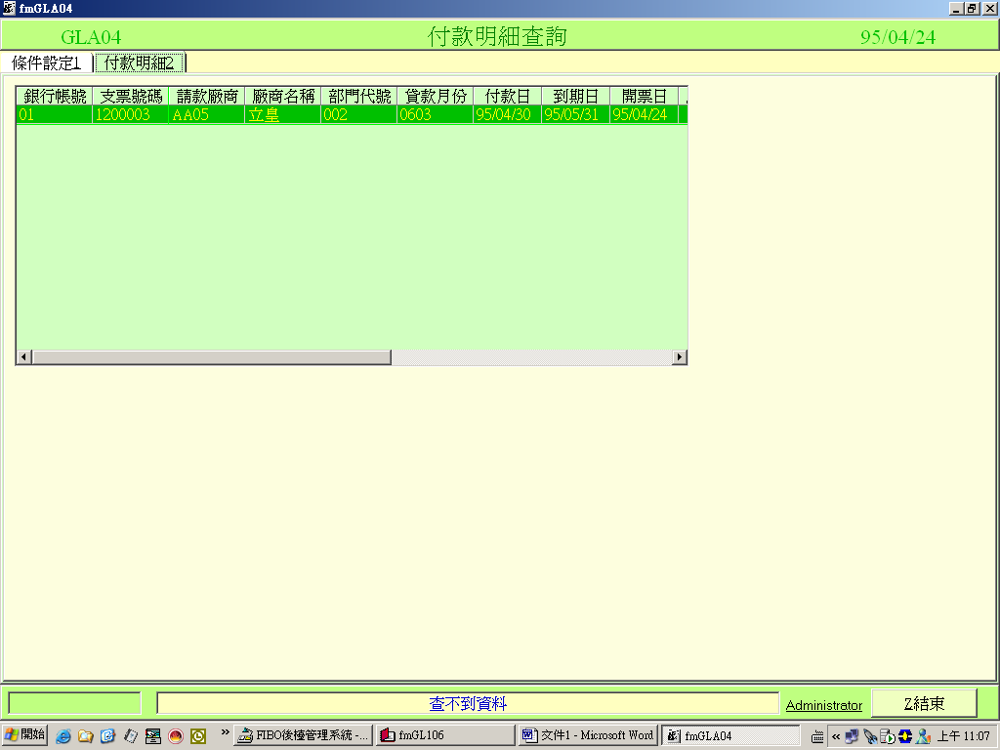 fmGLA04
GLA04 付款明細查詢 95/04/24
條件設定1 付款明細2
銀行帳號 支票號碼 請款廠商 廠商名稱 部門代號 貸款月份 付款日 到期日 開票日
01 1200003 AA05 立皇 002 0603 95/04/30 95/05/31 95/04/24
查不到資料 Administrator Z結束
開始 » FIBO後檯管理系統 -... fmGL106 文件1 - Microsoft Word fmGLA04 « 上午 11:07